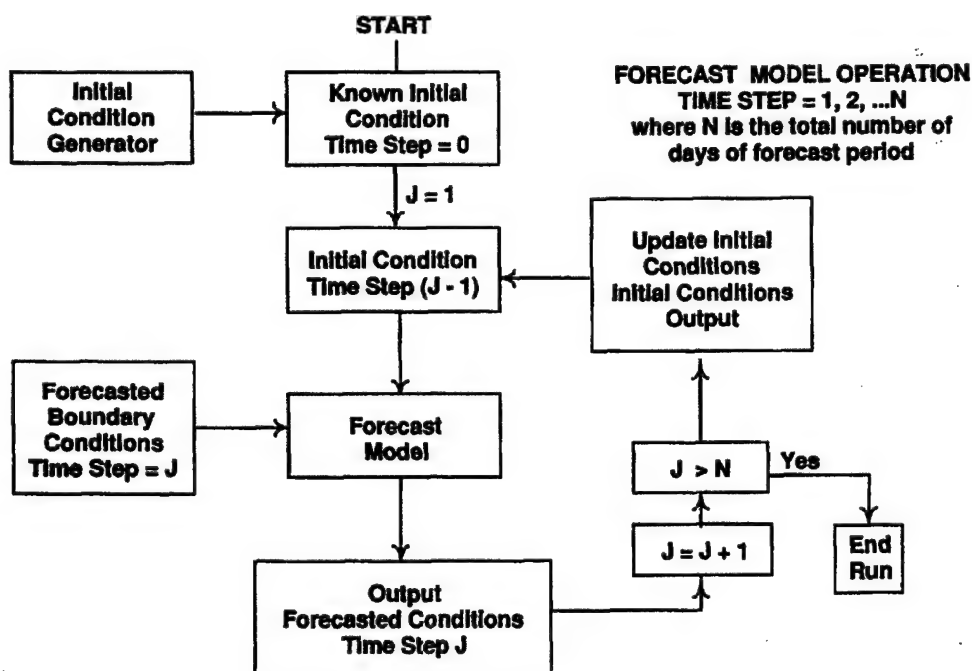 START
Initial
Condition
Generator
Known Initial
Condition
Time Step = 0
FORECAST MODEL OPERATION
TIME STEP = 1, 2, ...N
where N is the total number of
days of forecast period
J = 1
Initial Condition
Time Step (J - 1)
Update Initial
Conditions
Initial Conditions
Output
Forecasted
Boundary
Conditions
Time Step = J
Forecast
Model
J > N
Yes
J = J + 1
End
Run
Output
Forecasted Conditions
Time Step J